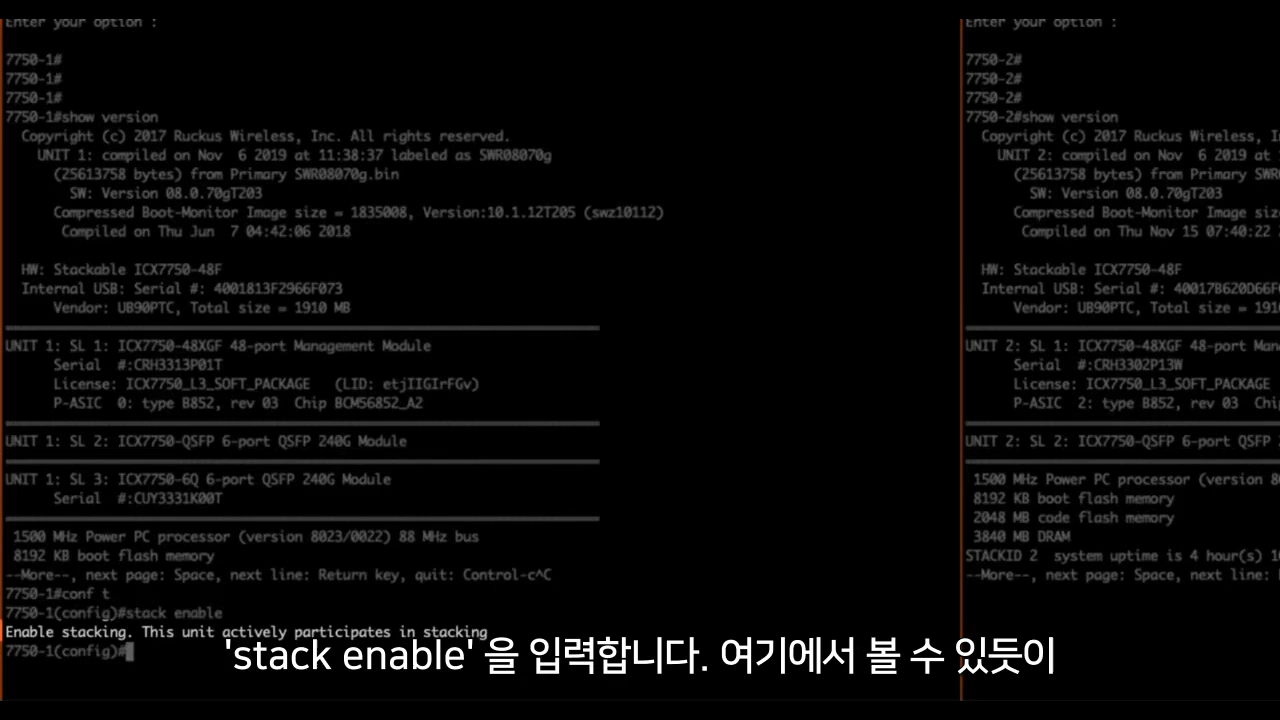 Enter your option :
7750-1#
7750-1#
7750-1#
7750-1#show version
Copyright (c) 2017 Ruckus Wireless, Inc. All rights reserved.
UNIT 1: compiled on Nov  6 2019 at 11:38:37 labeled as SWR08070g
(25613758 bytes) from Primary SWR08070g.bin
SW: Version 08.0.70gT203
Compressed Boot-Monitor Image size = 1835008, Version:10.1.12T205 (swz10112)
Compiled on Thu Jun  7 04:42:06 2018
HW: Stackable ICX7750-48F
Internal USB: Serial #: 4001813F2966F073
Vendor: UB90PTC, Total size = 1910 MB
UNIT 1: SL 1: ICX7750-48XGF 48-port Management Module
Serial  #:CRH3313P01T
License: ICX7750_L3_SOFT_PACKAGE   (LID: etjIIGIrFGv)
P-ASIC  0: type B852, rev 03  Chip BCM56852_A2
UNIT 1: SL 2: ICX7750-QSFP 6-port QSFP 240G Module
UNIT 1: SL 3: ICX7750-6Q 6-port QSFP 240G Module
Serial  #:CUY3331K00T
1500 MHz Power PC processor (version 8023/0022) 88 MHz bus
8192 KB boot flash memory
--More--, next page: Space, next line: Return key, quit: Control-c^C
7750-1#conf t
7750-1(config)#stack enable
Enable stacking. This unit actively participates in stacking
7750-1(config)#
Enter your option :
7750-2#
7750-2#
7750-2#
7750-2#show version
Copyright (c) 2017 Ruckus Wireless,
UNIT 2: compiled on Nov  6 2019 at
(25613758 bytes) from Primary
SW: Version 08.0.70gT203
Compressed Boot-Monitor Image
Compiled on Thu Nov 15 07:40:22
HW: Stackable ICX7750-48F
Internal USB: Serial #:
Vendor: UB90PTC, Total size =
UNIT 2: SL 1: ICX7750-48XGF 48-port
Serial  #:CRH3302P13W
License: ICX7750_L3_SOFT_PACKAGE
P-ASIC  2: type B852, rev 03
UNIT 2: SL 2: ICX7750-QSFP 6-port QSFP
1500 MHz Power PC processor (version
8192 KB boot flash memory
2048 MB code flash memory
3840 MB DRAM
STACKID 2  system uptime is 4 hour(s)
--More--, next page: Space, next line:
'stack enable' 을 입력합니다. 여기에서 볼 수 있듯이